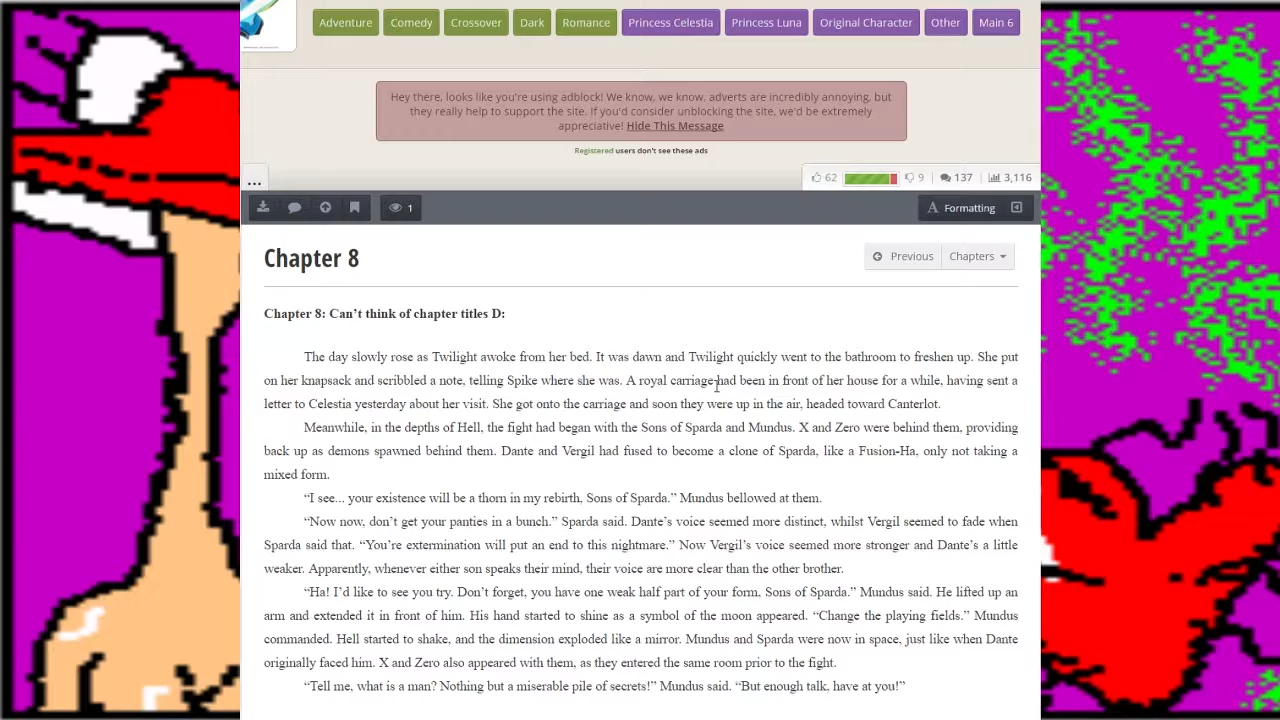 Adventure Comedy Crossover Dark Romance Princess Celestia Princess Luna Original Character Other Main 6
Hey there, looks like you're using adblock! We know, we know, adverts are incredibly annoying, but
they really help to support the site. If you'd consider unblocking the site, we'd be extremely
appreciative! Hide This Message
Registered users don't see these ads
...
62 9 137 3,116
1 Formatting
Chapter 8
Previous Chapters
Chapter 8: Can’t think of chapter titles D:
The day slowly rose as Twilight awoke from her bed. It was dawn and Twilight quickly went to the bathroom to freshen up. She put
on her knapsack and scribbled a note, telling Spike where she was. A royal carriage had been in front of her house for a while having sent a
letter to Celestia yesterday about her visit. She got onto the carriage and soon they were up in the air, headed toward Canterlot.
Meanwhile, in the depths of Hell, the fight had began with the Sons of Sparda and Mundus. X and Zero were behind them, providing
back up as demons spawned behind them. Dante and Vergil had fused to become a clone of Sparda, like a Fusion-Ha, only not taking a
mixed form.
“I see... your existence will be a thorn in my rebirth, Sons of Sparda.” Mundus bellowed at them.
“Now now, don’t get your panties in a bunch.” Sparda said. Dante’s voice seemed more distinct, whilst Vergil seemed to fade when
Sparda said that. “You’re extermination will put an end to this nightmare.” Now Vergil’s voice seemed more stronger and Dante’s a little
weaker. Apparently, whenever either son speaks their mind, their voice are more clear than the other brother.
“Ha! I’d like to see you try. Don’t forget, you have one weak half part of your form, Sons of Sparda.” Mundus said. He lifted up an
arm and extended it in front of him. His hand started to shine as a symbol of the moon appeared. “Change the playing fields.” Mundus
commanded. Hell started to shake, and the dimension exploded like a mirror. Mundus and Sparda were now in space, just like when Dante
originally faced him. X and Zero also appeared with them, as they entered the same room prior to the fight.
“Tell me, what is a man? Nothing but a miserable pile of secrets!” Mundus said. “But enough talk, have at you!”